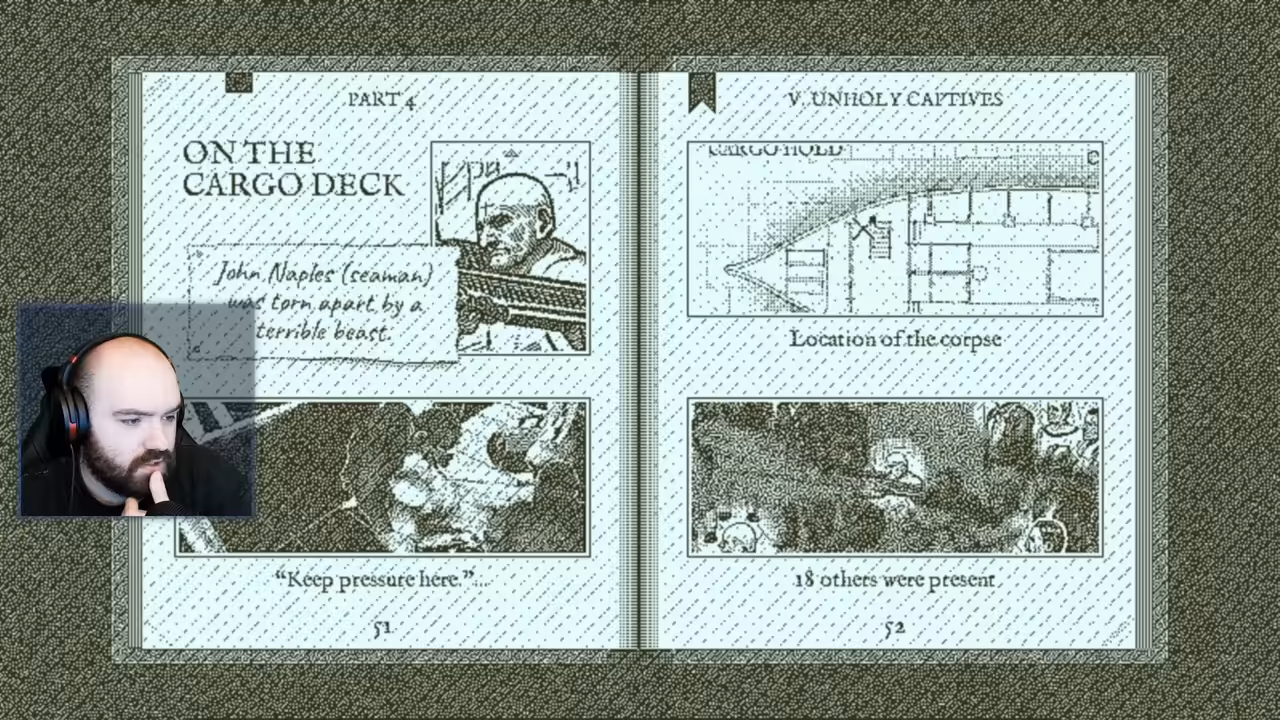 PART 4
ON THE
CARGO DECK
John Naples (seaman)
was torn apart by a
terrible beast.
"Keep pressure here."...
51
V. UNHOLY CAPTIVES
CARGO HOLD
C
Location of the corpse
18 others were present
52